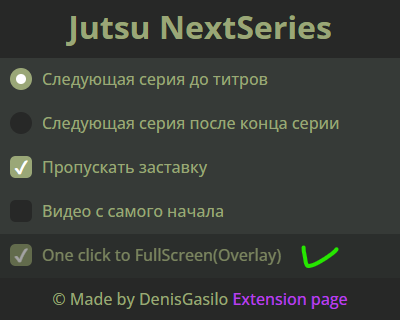 Jutsu NextSeries
Следующая серия до титров
Следующая серия после конца серии
Пропускать заставку
Видео с самого начала
One click to FullScreen(Overlay)
© Made by DenisGasilo Extension page